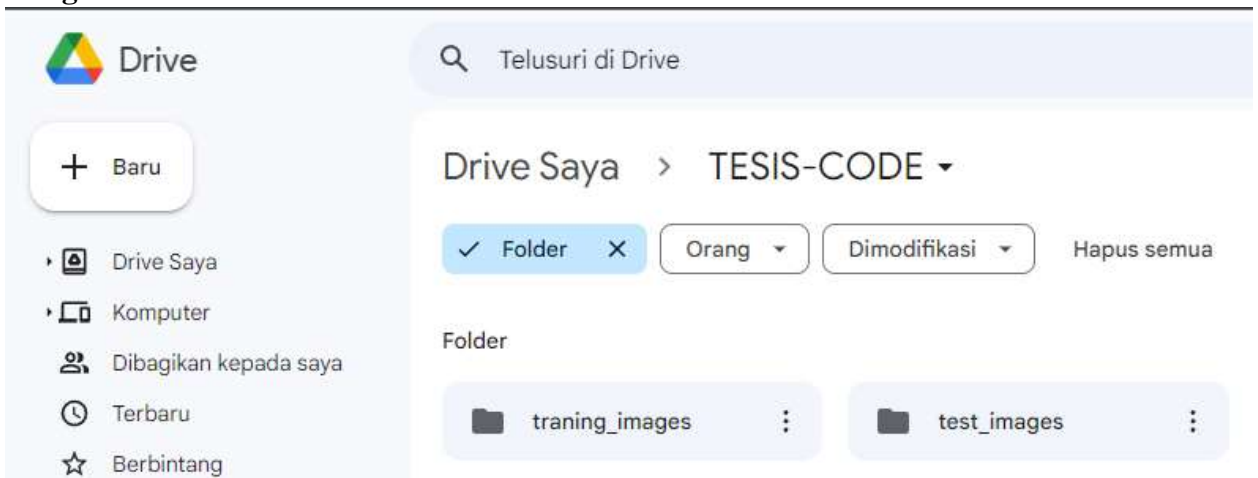 Drive
Telusuri di Drive
Baru
Drive Saya > TESIS-CODE
Folder X Orang Dimodifikasi Hapus semua
Drive Saya
Komputer
Dibagikan kepada saya
Terbaru
Berbintang
Folder
traning_images
test_images